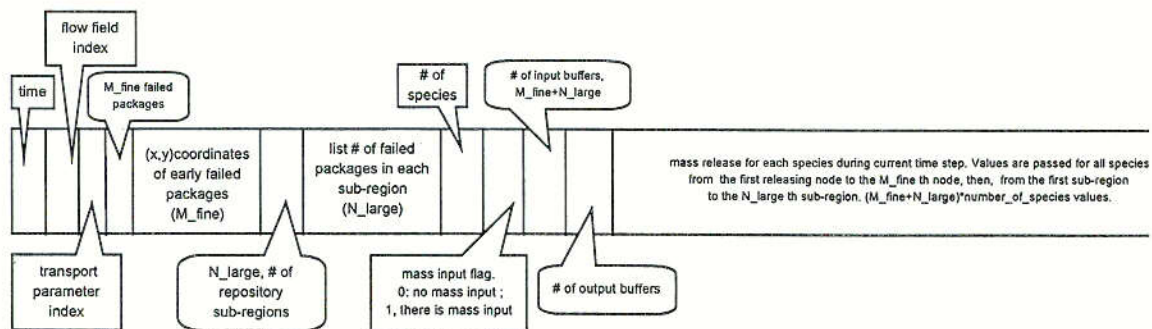 flow field
index
time
M_fine failed
packages
# of
species
# of input buffers,
M_fine+N_large
(x,y)coordinates
of early failed
packages
(M_fine)
list # of failed
packages in each
sub-region
(N_large)
mass release for each species during current time step. Values are passed for all species
from the first releasing node to the M_fine th node, then, from the first sub-region
to the N_large th sub-region. (M_fine+N_large)*number_of_species values.
transport
parameter
index
N_large, # of
repository
sub-regions
mass input flag.
0: no mass input ;
1, there is mass input
# of output buffers